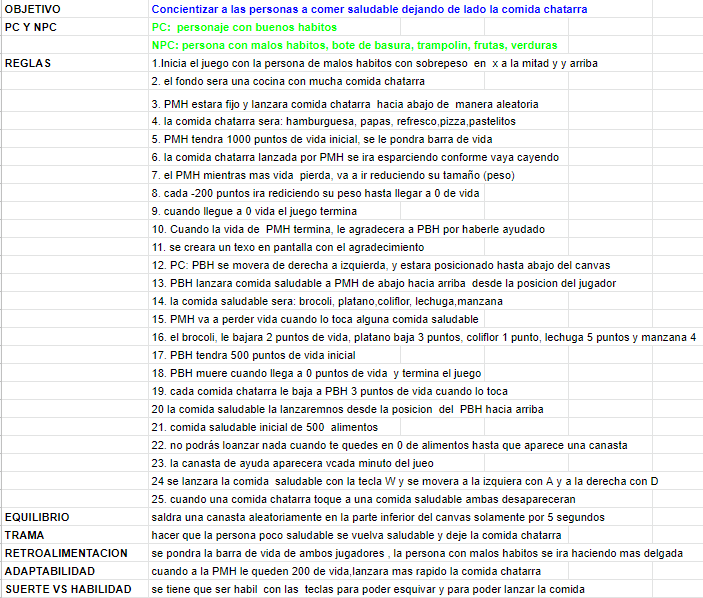 OBJETIVO Concientizar a las personas a comer saludable dejando de lado la comida chatarra
PC Y NPC PC: personaje con buenos habitos
NPC: persona con malos habitos, bote de basura, trampolin, frutas, verduras
REGLAS 1.Inicia el juego con la persona de malos habitos con sobrepeso en x a la mitad y y arriba
2. el fondo sera una cocina con mucha comida chatarra
3. PMH estara fijo y lanzara comida chatarra hacia abajo de manera aleatoria
4. la comida chatarra sera: hamburguesa, papas, refresco,pizza,pastelitos
5. PMH tendra 1000 puntos de vida inicial, se le pondra barra de vida
6. la comida chatarra lanzada por PMH se ira esparciendo conforme vaya cayendo
7. el PMH mientras mas vida pierda, va a ir reduciendo su tamaño (peso)
8. cada -200 puntos ira rediciendo su peso hasta llegar a 0 de vida
9. cuando llegue a 0 vida el juego termina
10. Cuando la vida de PMH termina, le agradecera a PBH por haberle ayudado
11. se creara un texo en pantalla con el agradecimiento
12. PC: PBH se movera de derecha a izquierda, y estara posicionado hasta abajo del canvas
13. PBH lanzara comida saludable a PMH de abajo hacia arriba desde la posicion del jugador
14. la comida saludable sera: brocoli, platano,coliflor, lechuga,manzana
15. PMH va a perder vida cuando lo toca alguna comida saludable
16. el brocoli, le bajara 2 puntos de vida, platano baja 3 puntos, coliflor 1 punto, lechuga 5 puntos y manzana 4
17. PBH tendra 500 puntos de vida inicial
18. PBH muere cuando llega a 0 puntos de vida y termina el juego
19. cada comida chatarra le baja a PBH 3 puntos de vida cuando lo toca
20 la comida saludable la lanzaremnos desde la posicion del PBH hacia arriba
21. comida saludable inicial de 500 alimentos
22. no podrás loanzar nada cuando te quedes en 0 de alimentos hasta que aparece una canasta
23. la canasta de ayuda aparecera vcada minuto del jueo
24 se lanzara la comida saludable con la tecla W y se movera a la izquiera con A y a la derecha con D
25. cuando una comida chatarra toque a una comida saludable ambas desapareceran
EQUILIBRIO saldra una canasta aleatoriamente en la parte inferior del canvas solamente por 5 segundos
TRAMA hacer que la persona poco saludable se vuelva saludable y deje la comida chatarra
RETROALIMENTACION se pondra la barra de vida de ambos jugadores , la persona con malos habitos se ira haciendo mas delgada
ADAPTABILIDAD cuando a la PMH le queden 200 de vida,lanzara mas rapido la comida chatarra
SUERTE VS HABILIDAD se tiene que ser habil con las teclas para poder esquivar y para poder lanzar la comida